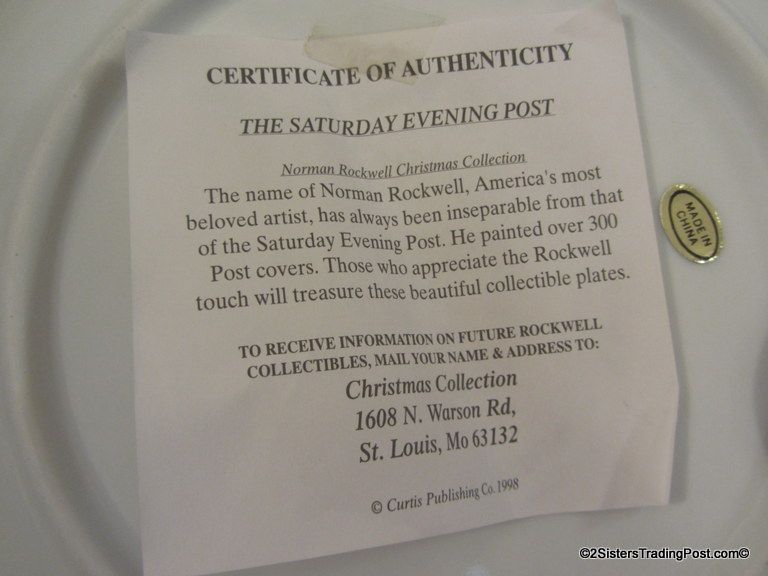 CERTIFICATE OF AUTHENTICITY
THE SATURDAY EVENING POST
Norman Rockwell Christmas Collection
The name of Norman Rockwell, America's most
beloved artist, has always been inseparable from that
of the Saturday Evening Post. He painted over 300
Post covers. Those who appreciate the Rockwell
touch will treasure these beautiful collectible plates.
TO RECEIVE INFORMATION ON FUTURE ROCKWELL
COLLECTIBLES, MAIL YOUR NAME & ADDRESS TO:
Christmas Collection
1608 N. Warson Rd,
St. Louis, Mo 63132
© Curtis Publishing Co. 1998
MADE IN
CHINA
©2SistersTradingPost.com©